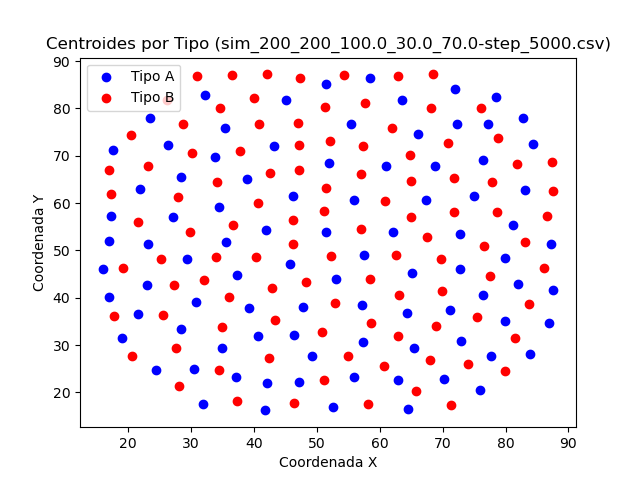 Centroides por Tipo (sim_200_200_100.0_30.0_70.0-step_5000.csv)
90
80
70
60
50
40
30
20
Coordenada Y
Tipo A
Tipo B
20 30 40 50 60 70 80 90
Coordenada X